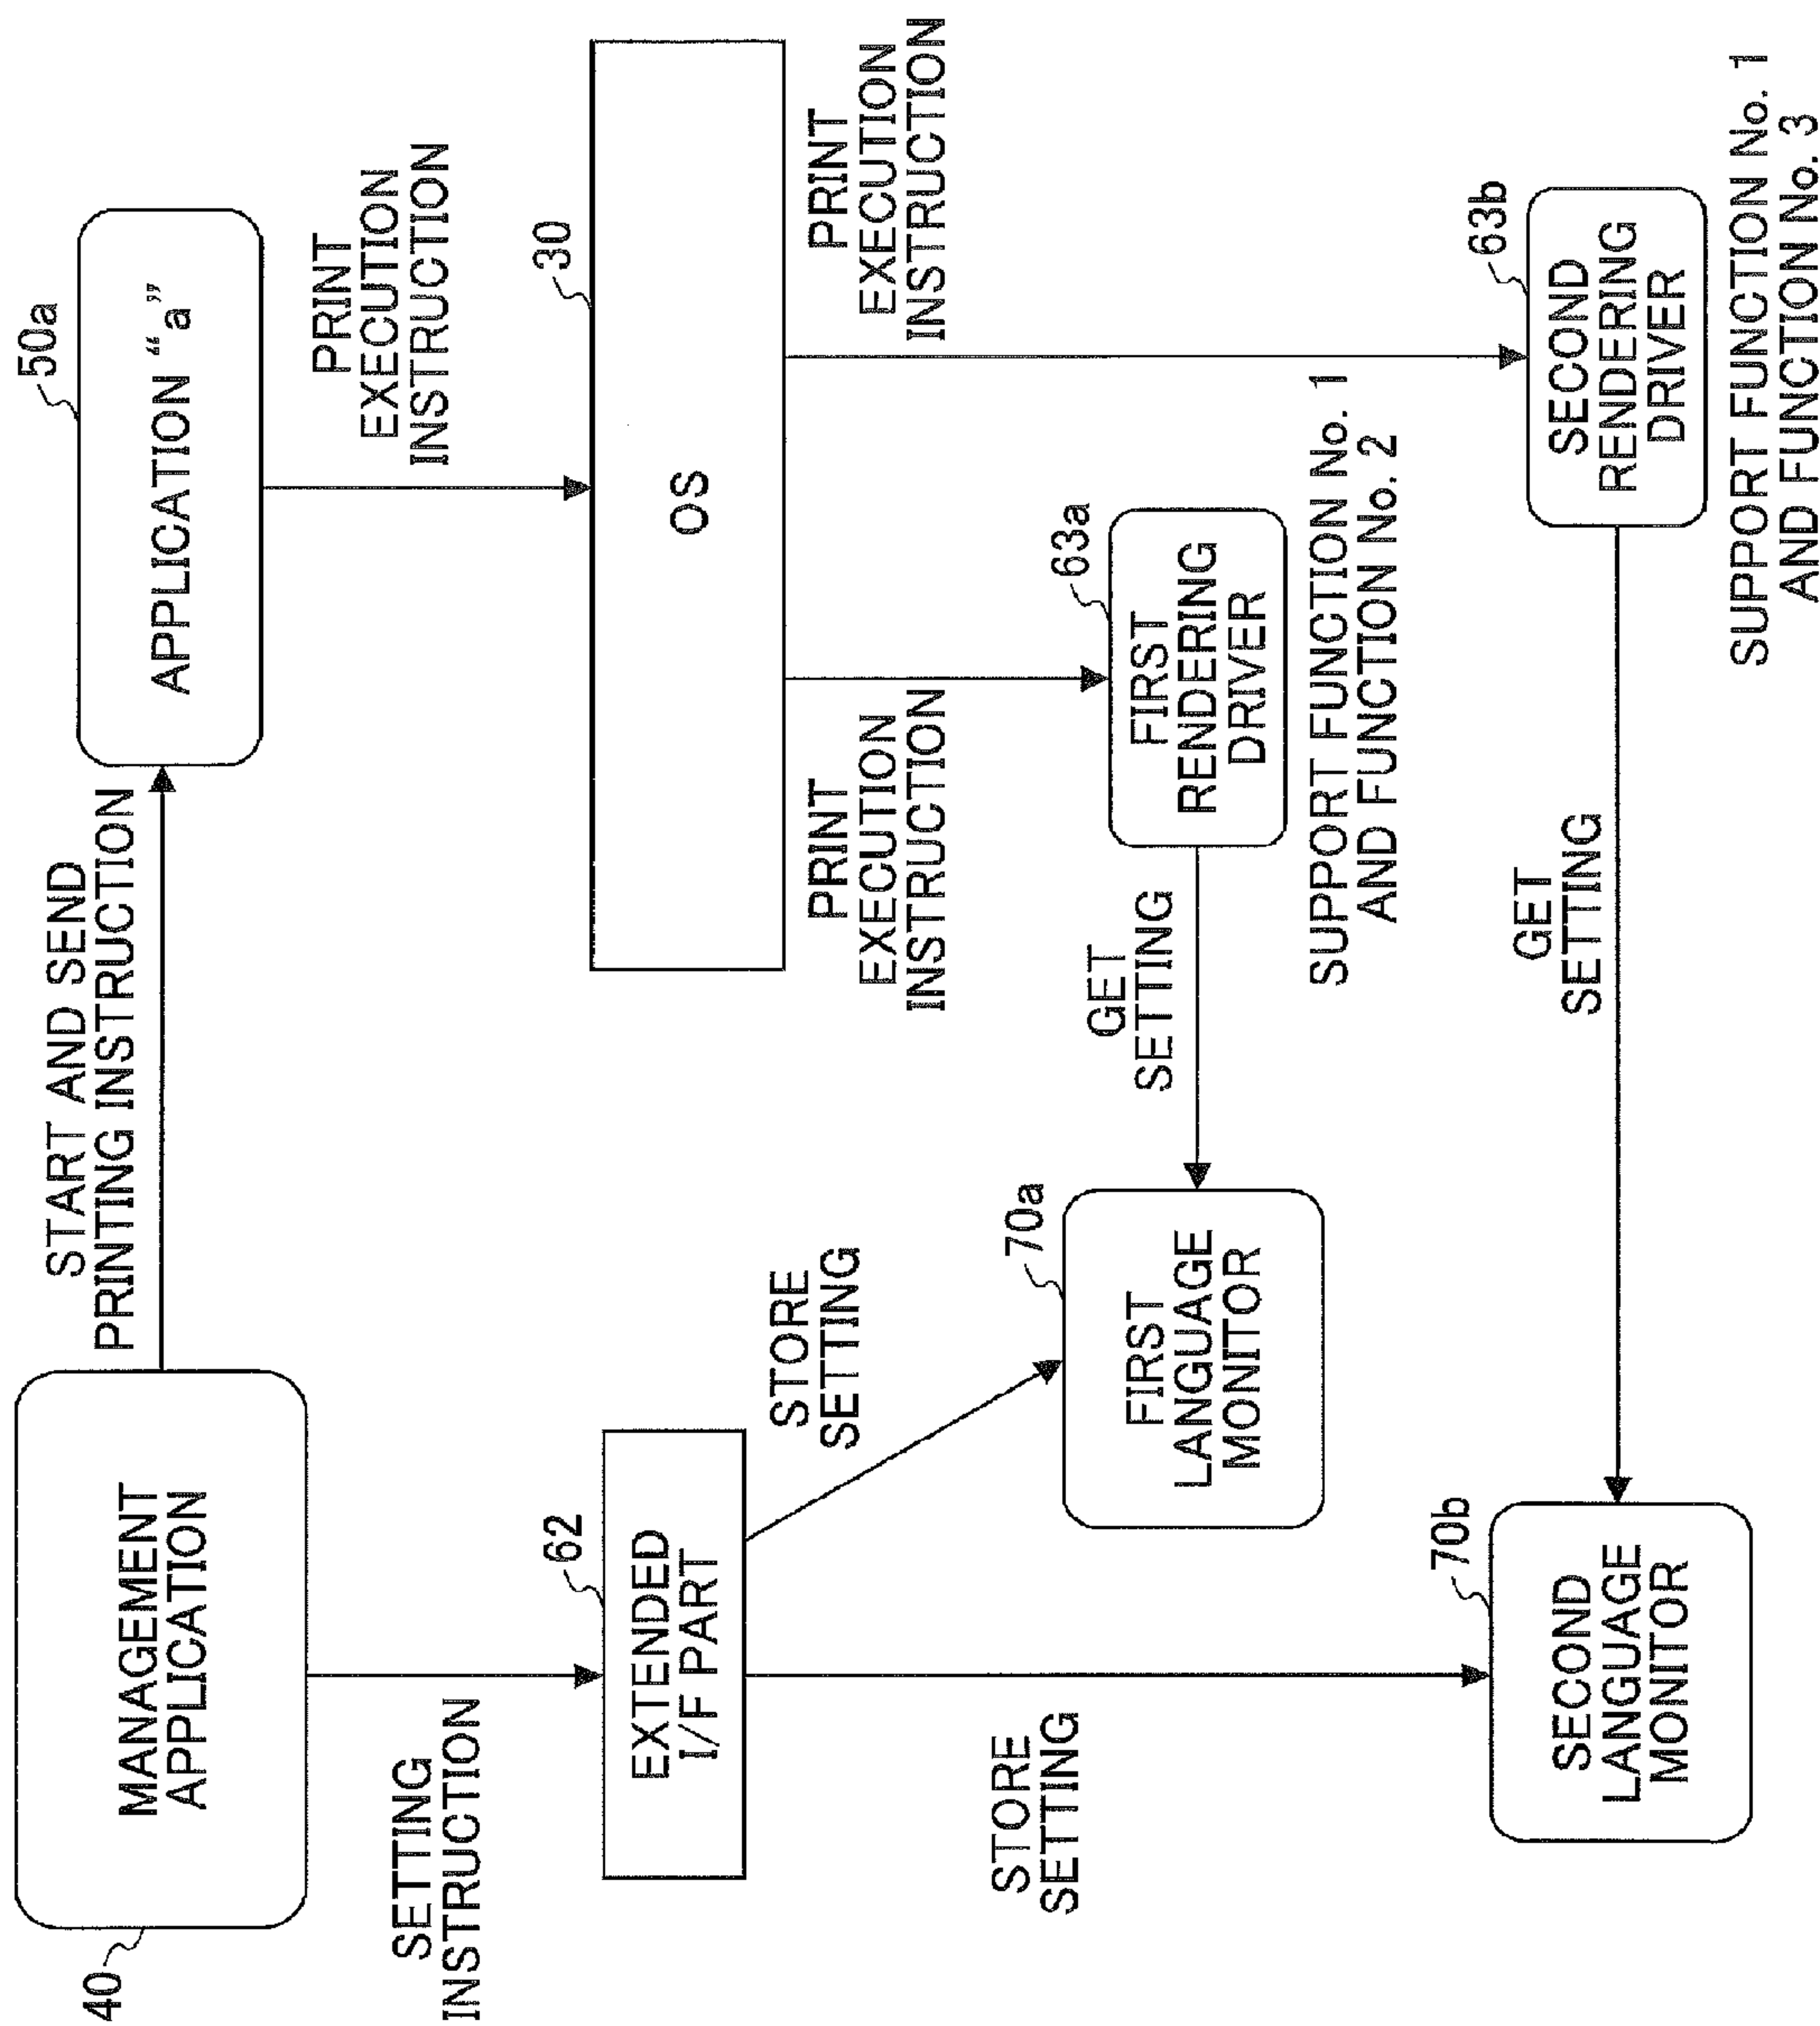 40
MANAGEMENT
APPLICATION
START AND SEND
PRINTING INSTRUCTION
50a
APPLICATION “a”
SETTING
INSTRUCTION
PRINT
EXECUTION
INSTRUCTION
62
EXTENDED
I/F PART
30
OS
STORE
SETTING
STORE
SETTING
PRINT
EXECUTION
INSTRUCTION
PRINT
EXECUTION
INSTRUCTION
70a
FIRST
LANGUAGE
MONITOR
GET
SETTING
63a
FIRST
RENDERING
DRIVER
SUPPORT FUNCTION No. 1
AND FUNCTION No. 2
70b
SECOND
LANGUAGE
MONITOR
GET
SETTING
63b
SECOND
RENDERING
DRIVER
SUPPORT FUNCTION No. 1
AND FUNCTION No. 3